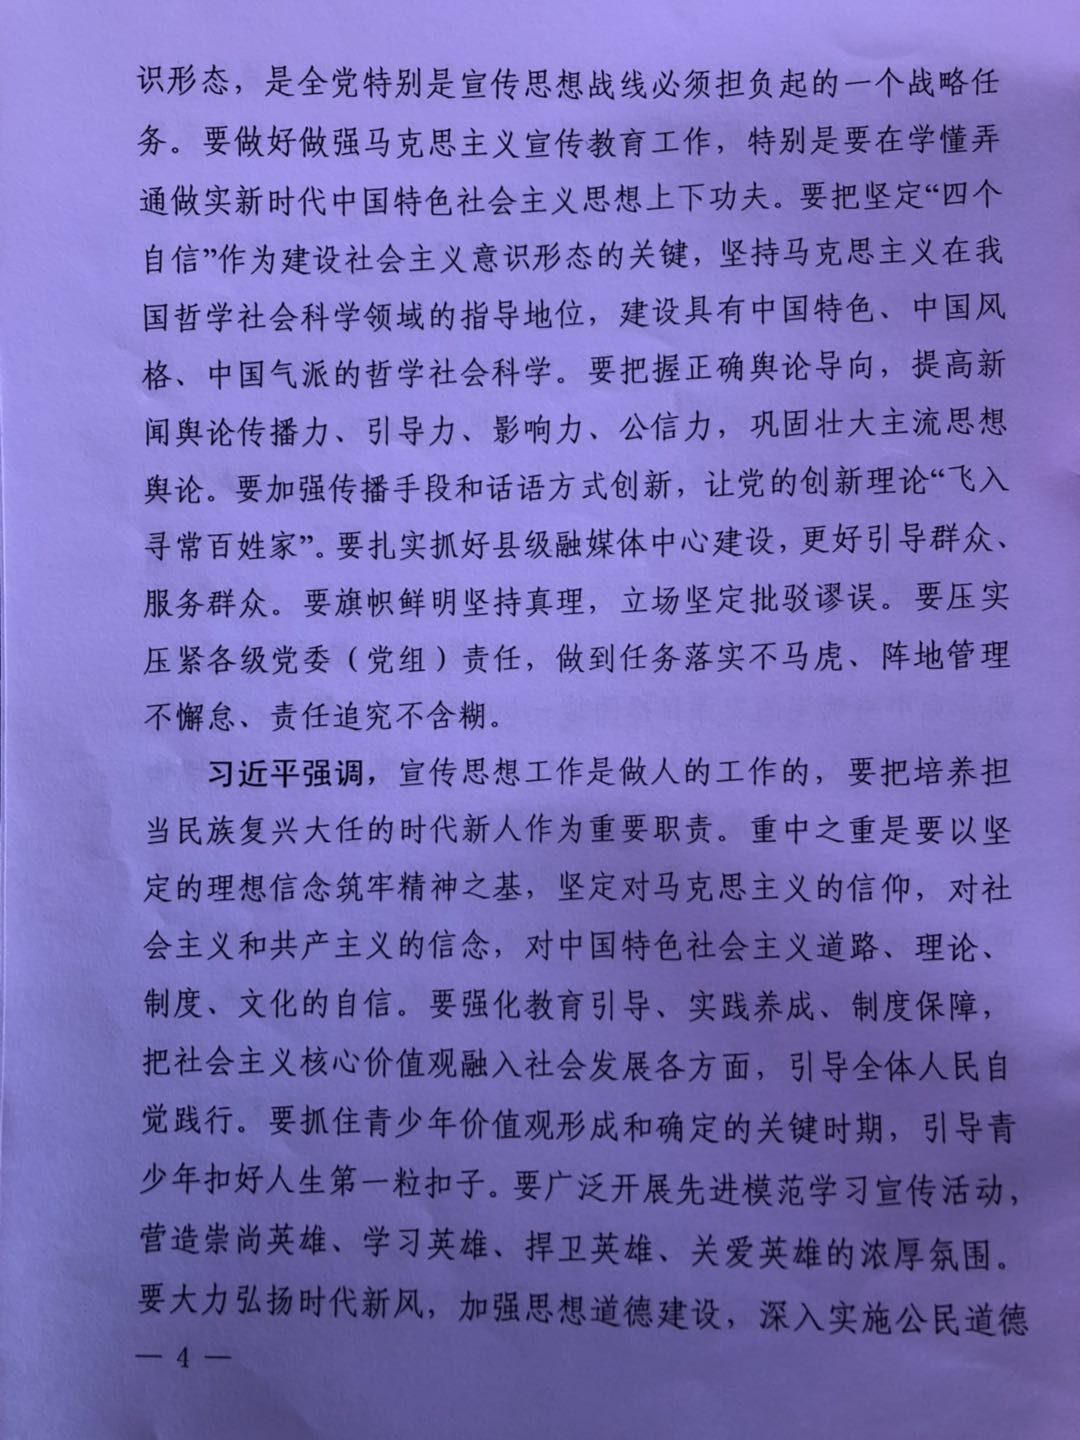 识形态，是全党特别是宣传思想战线必须担负起的一个战略任
务。要做好做强马克思主义宣传教育工作，特别是要在学懂弄
通做实新时代中国特色社会主义思想上下功夫。要把坚定“四个
自信”作为建设社会主义意识形态的关键，坚持马克思主义在我
国哲学社会科学领域的指导地位，建设具有中国特色、中国风
格、中国气派的哲学社会科学。要把握正确舆论导向，提高新
闻舆论传播力、引导力、影响力、公信力，巩固壮大主流思想
舆论。要加强传播手段和话语方式创新，让党的创新理论“飞入
寻常百姓家”。要扎实抓好县级融媒体中心建设，更好引导群众、
服务群众。要旗帜鲜明坚持真理，立场坚定批驳谬误。要压实
压紧各级党委（党组）责任，做到任务落实不马虎、阵地管理
不懈怠、责任追究不含糊。
习近平强调，宣传思想工作是做人的工作的，要把培养担
当民族复兴大任的时代新人作为重要职责。重中之重是要以坚
定的理想信念筑牢精神之基，坚定对马克思主义的信仰，对社
会主义和共产主义的信念，对中国特色社会主义道路、理论、
制度、文化的自信。要强化教育引导、实践养成、制度保障，
把社会主义核心价值观融入社会发展各方面，引导全体人民自
觉践行。要抓住青少年价值观形成和确定的关键时期，引导青
少年扣好人生第一粒扣子。要广泛开展先进模范学习宣传活动，
营造崇尚英雄、学习英雄、捍卫英雄、关爱英雄的浓厚氛围。
要大力弘扬时代新风，加强思想道德建设，深入实施公民道德
— 4 —